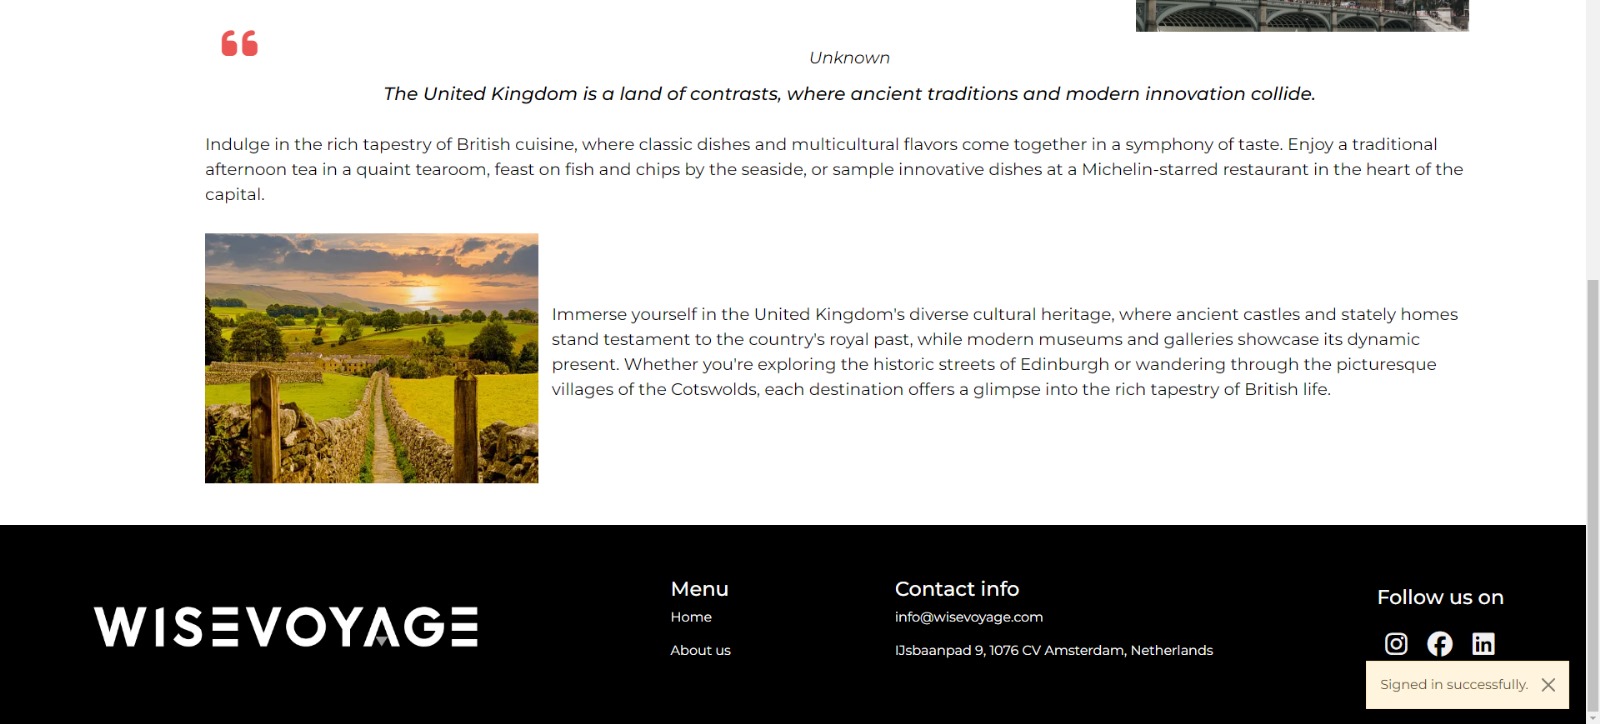 Unknown
The United Kingdom is a land of contrasts, where ancient traditions and modern innovation collide.
Indulge in the rich tapestry of British cuisine, where classic dishes and multicultural flavors come together in a symphony of taste. Enjoy a traditional
afternoon tea in a quaint tearoom, feast on fish and chips by the seaside, or sample innovative dishes at a Michelin-starred restaurant in the heart of the
capital.
Immerse yourself in the United Kingdom's diverse cultural heritage, where ancient castles and stately homes
stand testament to the country's royal past, while modern museums and galleries showcase its dynamic
present. Whether you're exploring the historic streets of Edinburgh or wandering through the picturesque
villages of the Cotswolds, each destination offers a glimpse into the rich tapestry of British life.
WISEVOYAGE
Menu
Home
About us
Contact info
info@wisevoyage.com
IJsbaanpad 9, 1076 CV Amsterdam, Netherlands
Follow us on
Signed in successfully.